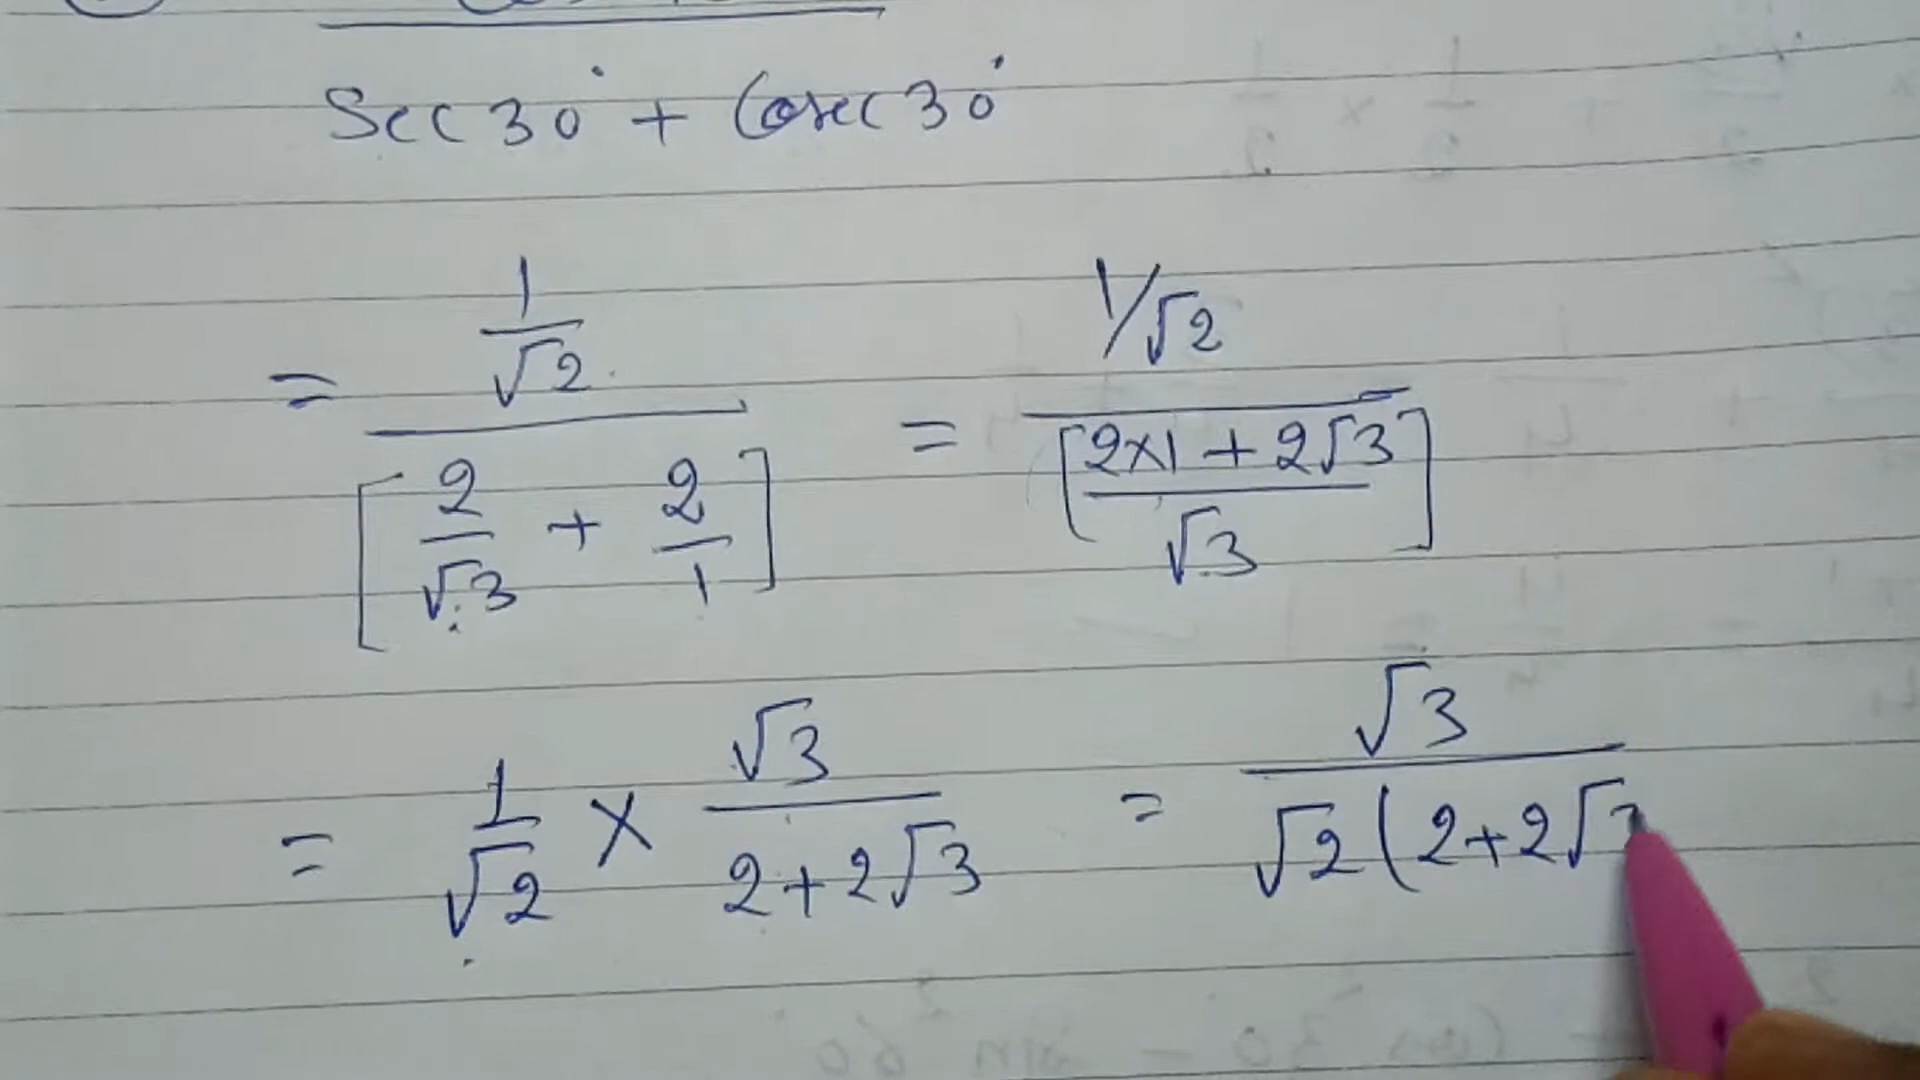 Sec 30° + Cosec 30°
= 1/√2 / [2/√3 + 2/1] = 1/√2 / [2×1 + 2√3 / √3]
= 1/√2 × √3 / 2+2√3 = √3 / √2(2+2√